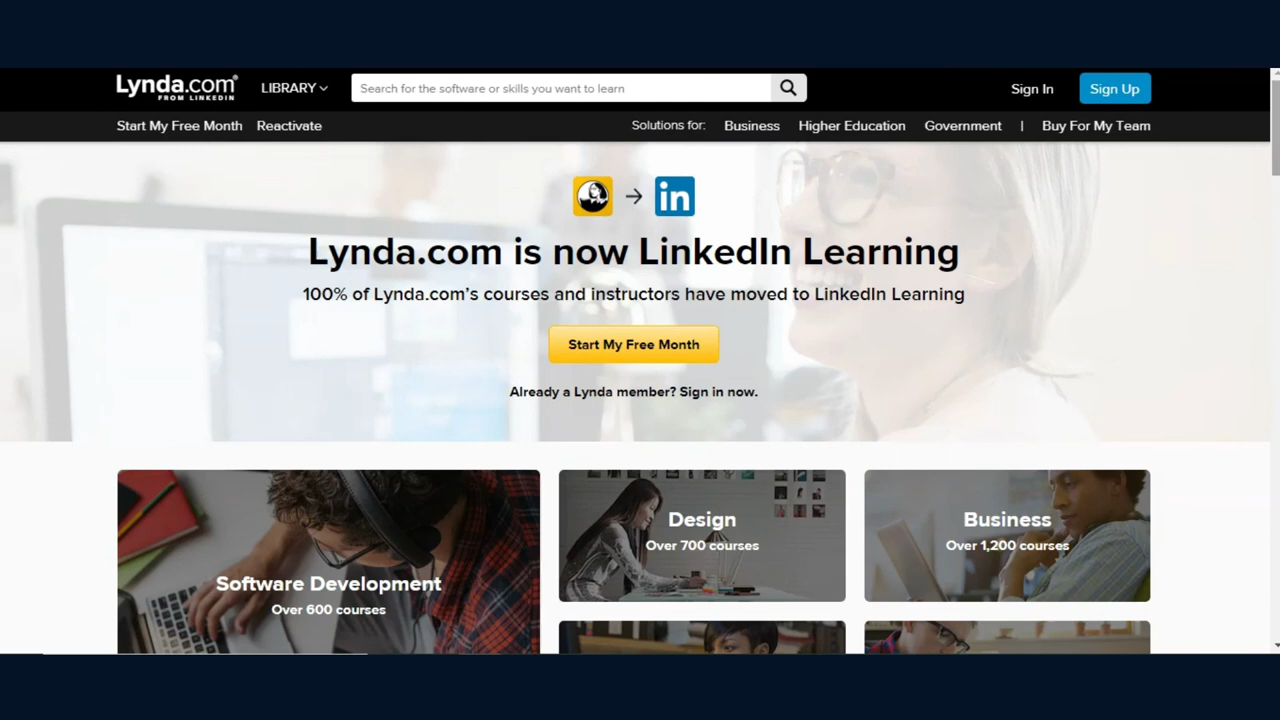 Lynda.com®
FROM LINKEDIN
LIBRARY
Search for the software or skills you want to learn
Sign In
Sign Up
Start My Free Month
Reactivate
Solutions for:
Business
Higher Education
Government
|
Buy For My Team
in
Lynda.com is now LinkedIn Learning
100% of Lynda.com's courses and instructors have moved to LinkedIn Learning
Start My Free Month
Already a Lynda member? Sign in now.
Software Development
Over 600 courses
Design
Over 700 courses
Business
Over 1,200 courses